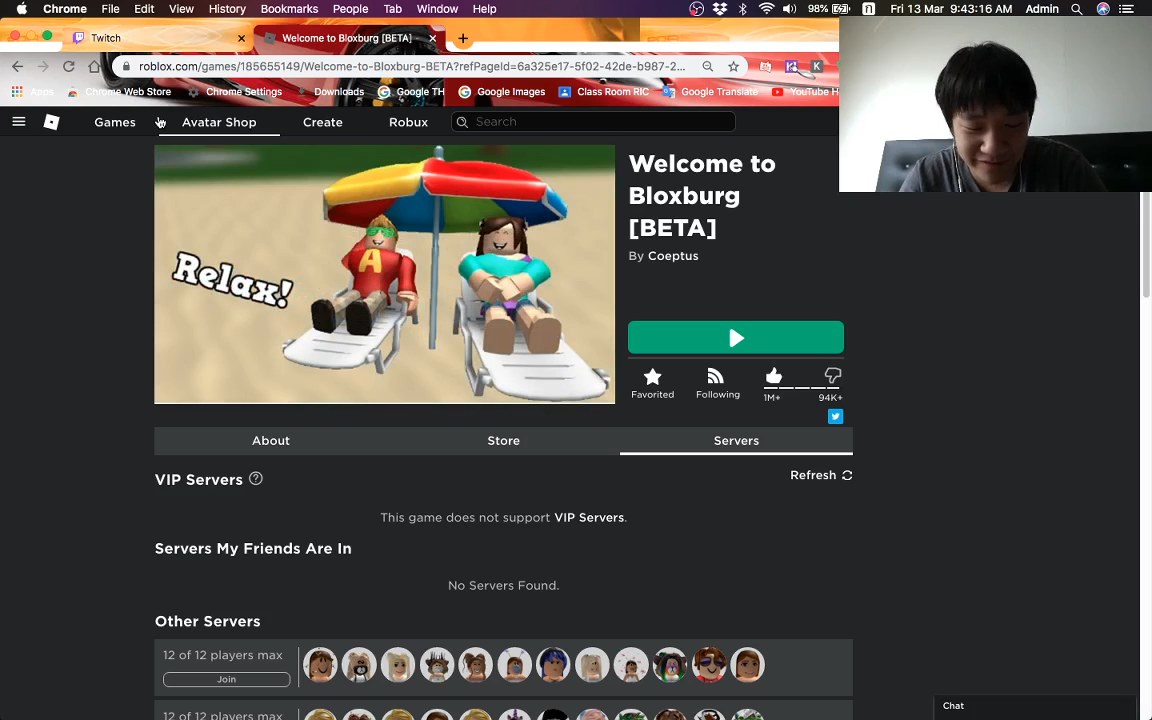 Chrome File Edit View History Bookmarks People Tab Window Help 98% Fri 13 Mar 9:43:16 AM Admin
Twitch Welcome to Bloxburg [BETA] -
roblox.com/games/185655149/Welcome-to-Bloxburg-BETA?refPageId=6a325e17-5f02-42de-b987-2...
Apps Chrome Web Store Chrome Settings Downloads Google TH Google Images Class Room RIC Google Translate YouTube H
Games Avatar Shop Create Robux Search
Relax!
A
Welcome to
Bloxburg
[BETA]
By Coeptus
Favorited Following 1M+ 94K+
About Store Servers
VIP Servers Refresh
This game does not support VIP Servers.
Servers My Friends Are In
No Servers Found.
Other Servers
12 of 12 players max
Join
12 of 12 players max
Chat